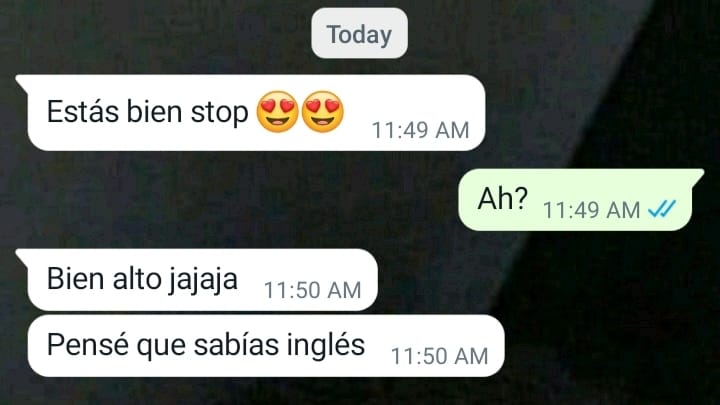 Today
Estás bien stop 😍😍 11:49 AM
Ah? 11:49 AM
Bien alto jajaja 11:50 AM
Pensé que sabías inglés 11:50 AM